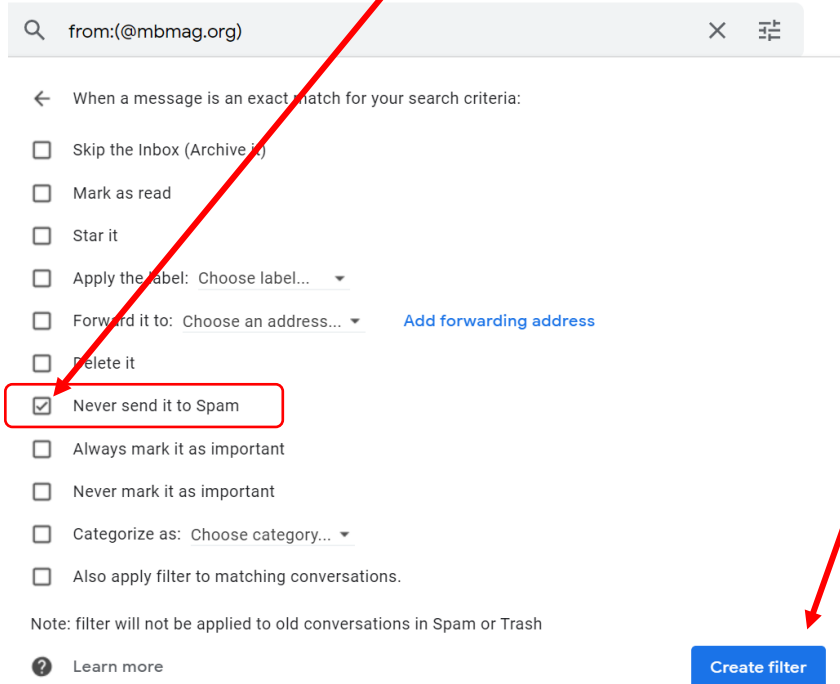 from:(@mbmag.org)
When a message is an exact match for your search criteria:
Skip the Inbox (Archive it)
Mark as read
Star it
Apply the label: Choose label...
Forward it to: Choose an address... Add forwarding address
Delete it
Never send it to Spam
Always mark it as important
Never mark it as important
Categorize as: Choose category...
Also apply filter to matching conversations.
Note: filter will not be applied to old conversations in Spam or Trash
? Learn more
Create filter